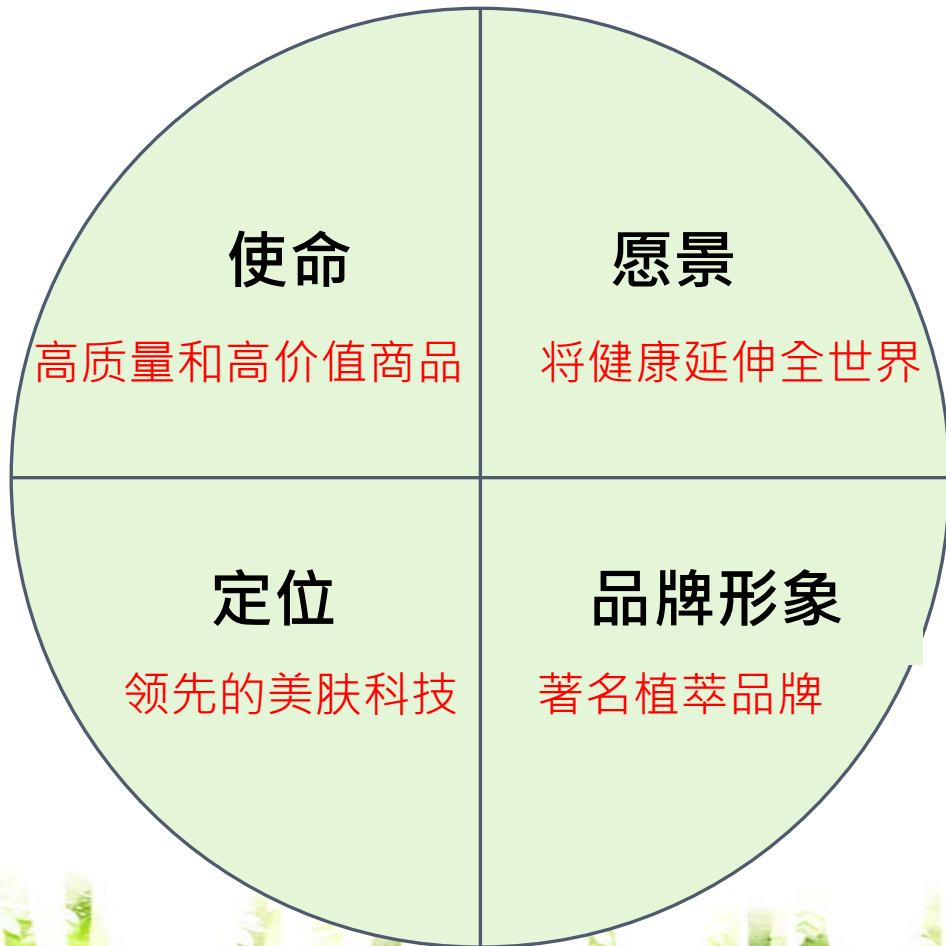 使命
高质量和高价值商品
愿景
将健康延伸全世界
定位
领先的美肤科技
品牌形象
著名植萃品牌